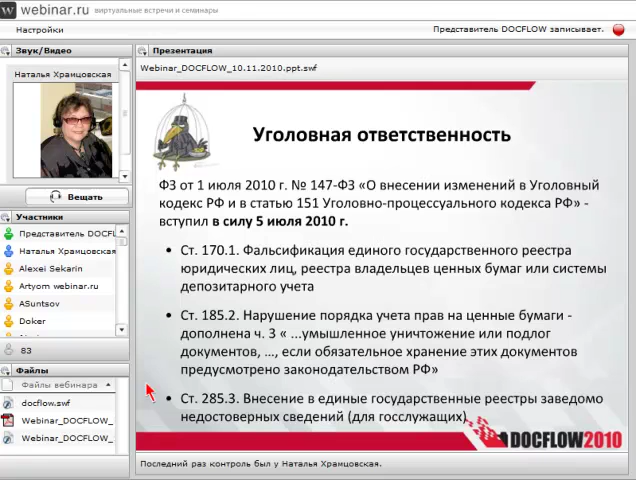 webinar.ru виртуальные встречи и семинары
Настройки
Представитель DOCFLOW записывает.
Звук/Видео
Наталья Храмцовская
Вещать
Участники
Представитель DOCFL
Наталья Храмцовская
Alexei Sekarin
Artyom webinar.ru
ASuntsov
Doker
83
Файлы
Файлы вебинара
docflow.swf
Webinar_DOCFLOW_
Webinar_DOCFLOW_
Презентация
Webinar_DOCFLOW_10.11.2010.ppt.swf
Уголовная ответственность
ФЗ от 1 июля 2010 г. № 147-ФЗ «О внесении изменений в Уголовный
кодекс РФ и в статью 151 Уголовно-процессуального кодекса РФ» -
вступил в силу 5 июля 2010 г.
• Ст. 170.1. Фальсификация единого государственного реестра
юридических лиц, реестра владельцев ценных бумаг или системы
депозитарного учета
• Ст. 185.2. Нарушение порядка учета прав на ценные бумаги -
дополнена ч. 3 « ...умышленное уничтожение или подлог
документов, ..., если обязательное хранение этих документов
предусмотрено законодательством РФ»
• Ст. 285.3. Внесение в единые государственные реестры заведомо
недостоверных сведений (для госслужащих)
DOCFLOW2010
Последний раз контроль был у Наталья Храмцовская.